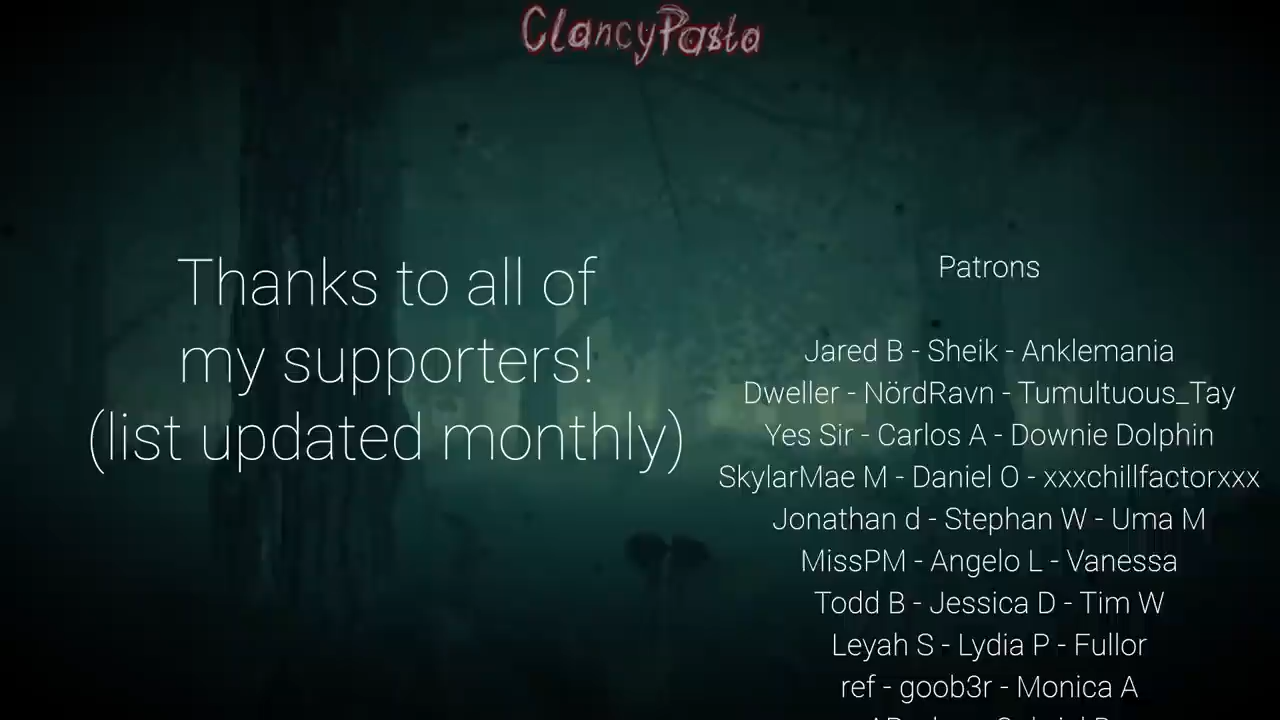 ClancyPasta
Thanks to all of
my supporters!
(list updated monthly)
Patrons
Jared B - Sheik - Anklemania
Dweller - NördRavn - Tumultuous_Tay
Yes Sir - Carlos A - Downie Dolphin
SkylarMae M - Daniel O - xxxchillfactorxxx
Jonathan d - Stephan W - Uma M
MissPM - Angelo L - Vanessa
Todd B - Jessica D - Tim W
Leyah S - Lydia P - Fullor
ref - goob3r - Monica A